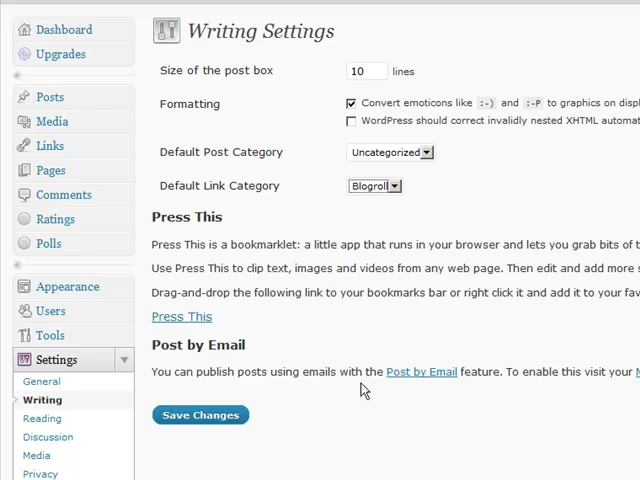 Dashboard
Upgrades
Posts
Media
Links
Pages
Comments
Ratings
Polls
Appearance
Users
Tools
Settings
General
Writing
Reading
Discussion
Media
Privacy
Writing Settings
Size of the post box 10 lines
Formatting Convert emoticons like :-) and :-P to graphics on displ
WordPress should correct invalidly nested XHTML automat
Default Post Category Uncategorized
Default Link Category Blogroll
Press This
Press This is a bookmarklet: a little app that runs in your browser and lets you grab bits of t
Use Press This to clip text, images and videos from any web page. Then edit and add more s
Drag-and-drop the following link to your bookmarks bar or right click it and add it to your fav
Press This
Post by Email
You can publish posts using emails with the Post by Email feature. To enable this visit your M
Save Changes